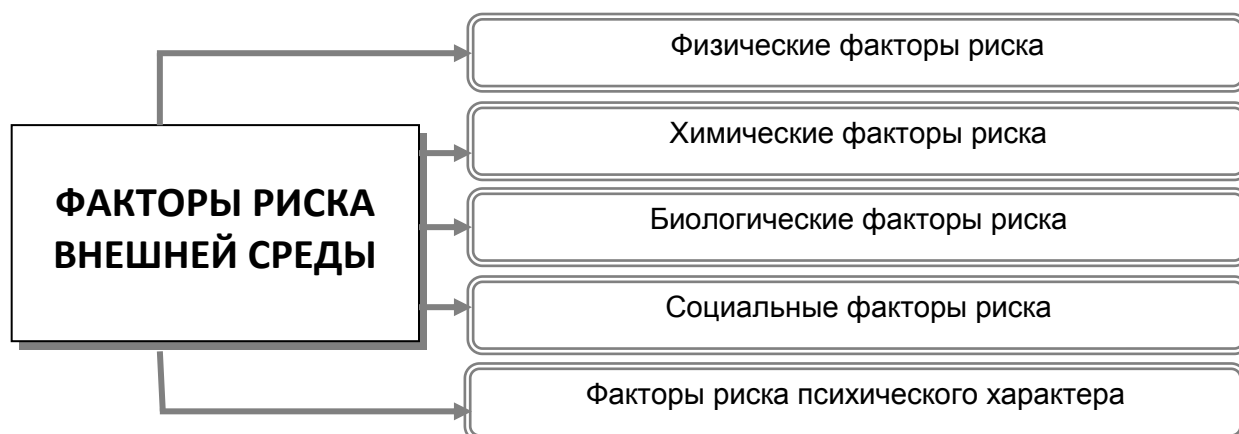 Физические факторы риска
Химические факторы риска
ФАКТОРЫ РИСКА
ВНЕШНЕЙ СРЕДЫ
Биологические факторы риска
Социальные факторы риска
Факторы риска психического характера